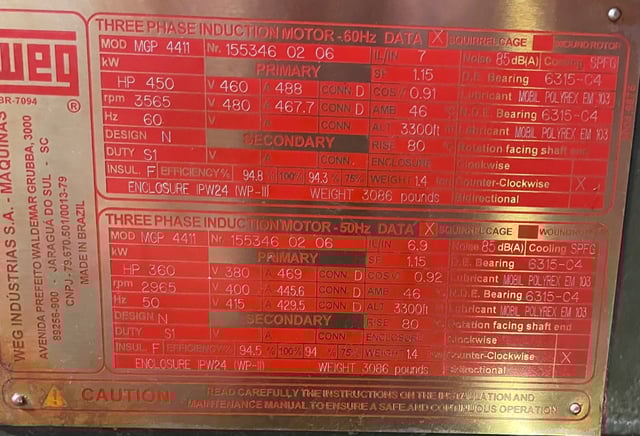 weg
®
BR-7094
WEG INDÚSTRIAS S.A. - MÁQUINAS
AVENIDA PREFEITO WALDEMAR GRUBBA, 3000
89256-900 - JARAGUÁ DO SUL - SC
CNPJ - 79.670.501/0013-79
MADE IN BRAZIL
THREE PHASE INDUCTION MOTOR - 60Hz DATA X SQUIRREL CAGE WOUND ROTOR
MOD MGP 4411 Nr. 155346 02 06 IL/IN 7 Noise 85 dB(A) Cooling SPFG
kW PRIMARY SF 1.15 D.E. Bearing 6315-C4
HP 450 V 460 A 488 CONN D COSΨ 0.91 Lubricant MOBIL POLYREX EM 103
rpm 3565 V 480 A 467.7 CONN D AMB 46 N.D.E. Bearing 6315-C4
Hz 60 V A CONN ALT 3300ft Lubricant MOBIL POLYREX EM 103
DESIGN N SECONDARY RISE 80 Rotation facing shaft end
DUTY S1 V A ENCLOSURE Clockwise
INSUL. F EFFICIENCY% 94.8 100% 94.3 75% WEIGHT 1.4 ton Counter-Clockwise X
ENCLOSURE IPW24 (WP-II) WEIGHT 3086 pounds Bidirectional
THREE PHASE INDUCTION MOTOR - 50Hz DATA X SQUIRREL CAGE WOUND ROTOR
MOD MGP 4411 Nr. 155346 02 06 IL/IN 6.9 Noise 85 dB(A) Cooling SPFG
kW PRIMARY SF 1.15 D.E. Bearing 6315-C4
HP 360 V 380 A 469 CONN D COSΨ 0.92 Lubricant MOBIL POLYREX EM 103
rpm 2965 V 400 A 445.6 CONN D AMB 46 N.D.E. Bearing 6315-C4
Hz 50 V 415 A 429.5 CONN D ALT 3300ft Lubricant MOBIL POLYREX EM 103
DESIGN N SECONDARY RISE 80 Rotation facing shaft end
DUTY S1 V A ENCLOSURE Clockwise
INSUL. F EFFICIENCY% 94.5 100% 94 75% WEIGHT 1.4 Counter-Clockwise X
ENCLOSURE IPW24 (WP-II) WEIGHT 3086 pounds Bidirectional
CAUTION! READ CAREFULLY THE INSTRUCTIONS ON THE INSTALLATION AND
MAINTENANCE MANUAL TO ENSURE A SAFE AND CONTINUOUS OPERATION